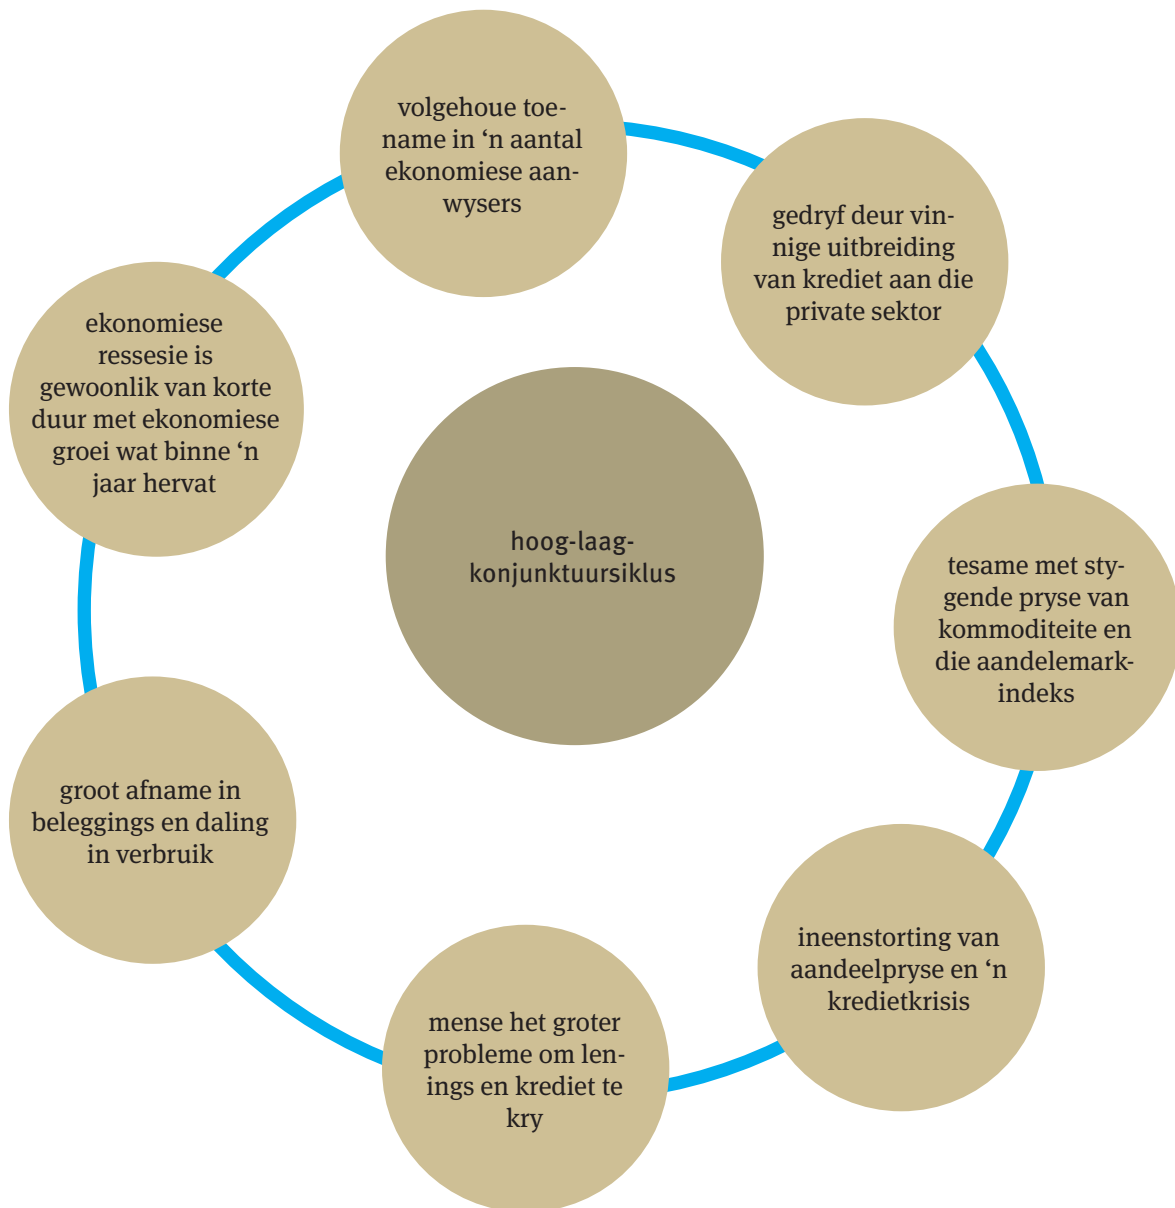 volgehoue toe-
name in ‘n aantal
ekonomiese aan-
wysers
gedryf deur vin-
nige uitbreiding
van krediet aan die
private sektor
tesame met sty-
gende pryse van
kommoditeite en
die aandelemark-
indeks
ineenstorting van
aandeelpryse en ‘n
kredietkrisis
mense het groter
probleme om len-
ings en krediet te
kry
groot afname in
beleggings en daling
in verbruik
ekonomiese
ressesie is
gewoonlik van korte
duur met ekonomiese
groei wat binne ‘n
jaar hervat
hoog-laag-
konjunktuursiklus